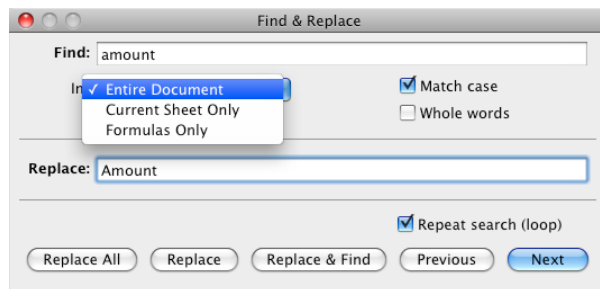 Find & Replace
Find: amount
In ✓ Entire Document
Current Sheet Only
Formulas Only
Match case
Whole words
Replace: Amount
Repeat search (loop)
Replace All Replace Replace & Find Previous Next